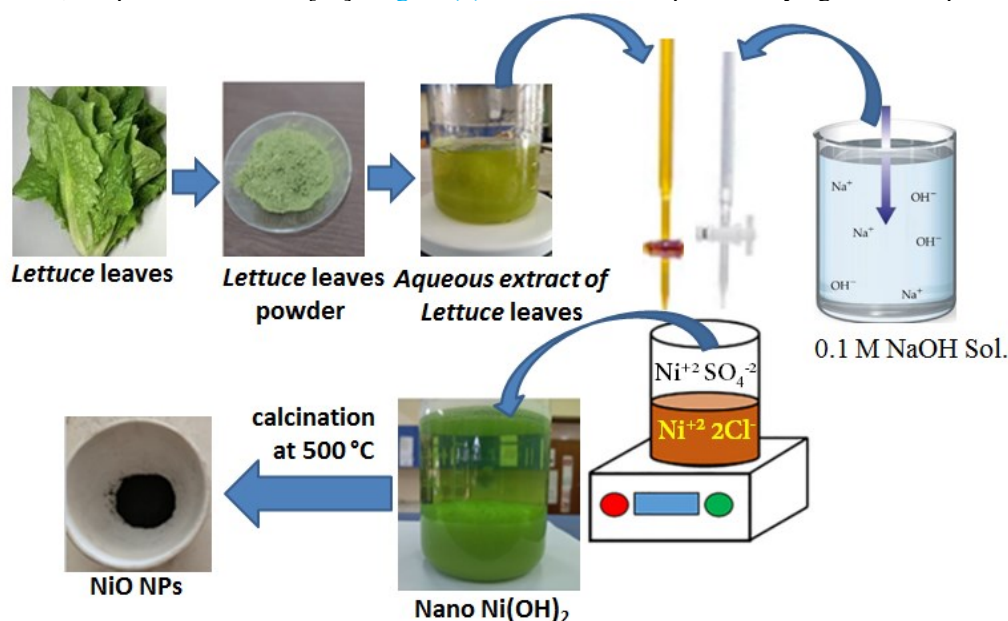 Lettuce leaves
Lettuce leaves
powder
Aqueous extract of
Lettuce leaves
Na⁺
OH⁻
Na⁺
OH⁻
OH⁻
Na⁺
0.1 M NaOH Sol.
Ni⁺² SO₄⁻²
Ni⁺² 2Cl⁻
calcination
at 500 °C
NiO NPs
Nano Ni(OH)₂